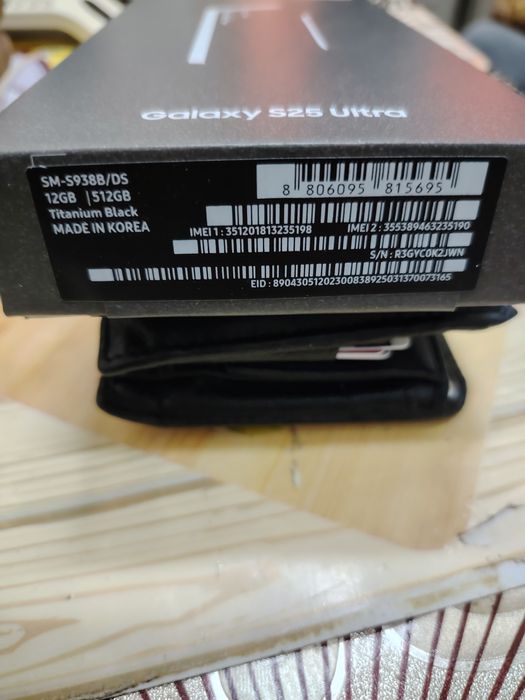 Galaxy S25 Ultra
SM-S938B/DS
12GB | 512GB
Titanium Black
MADE IN KOREA
8 806095 815695
IMEI 1 : 351201813235198
IMEI 2 : 355389463235190
S/N : R3GYC0K2JWN
EID : 89043051202300838925031370073165